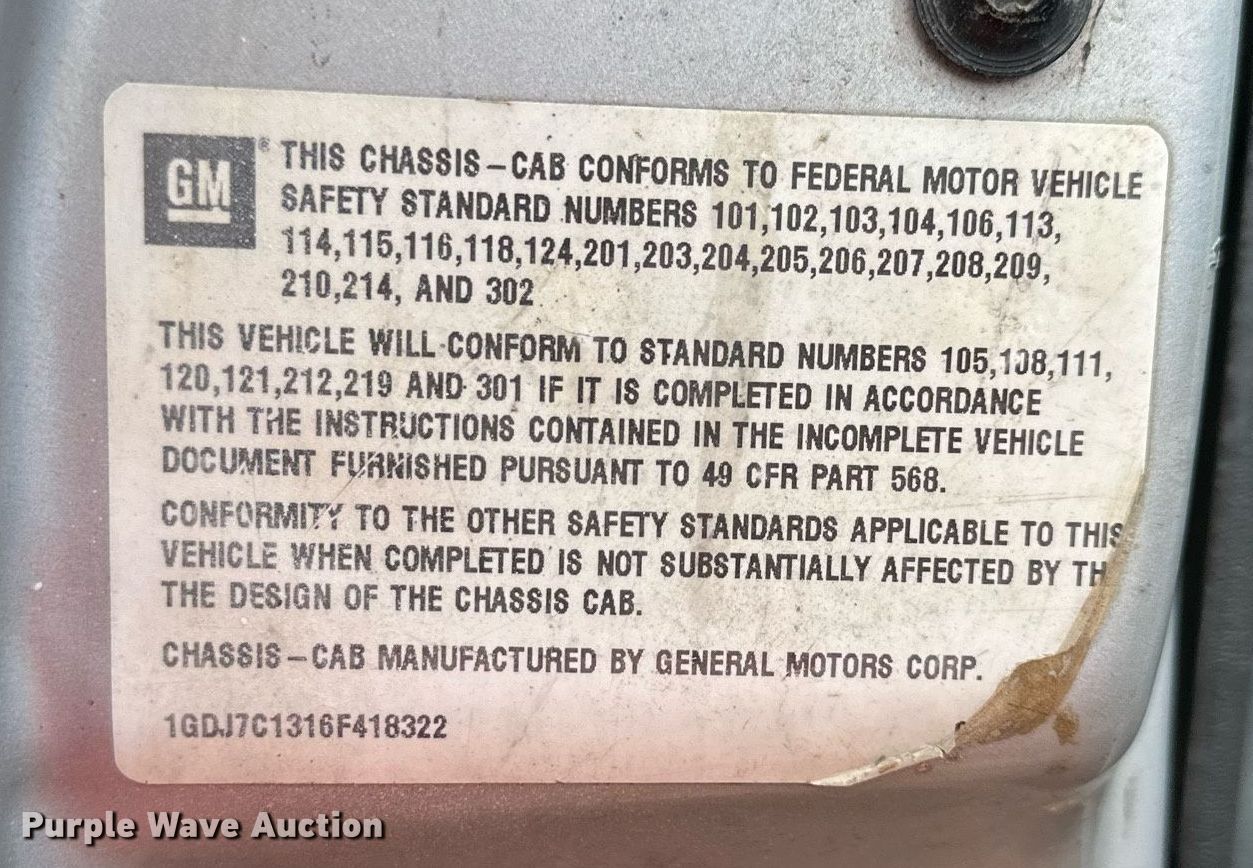 GM ® THIS CHASSIS-CAB CONFORMS TO FEDERAL MOTOR VEHICLE
SAFETY STANDARD NUMBERS 101,102,103,104,106,113,
114,115,116,118,124,201,203,204,205,206,207,208,209,
210,214, AND 302
THIS VEHICLE WILL CONFORM TO STANDARD NUMBERS 105,108,111,
120,121,212,219 AND 301 IF IT IS COMPLETED IN ACCORDANCE
WITH THE INSTRUCTIONS CONTAINED IN THE INCOMPLETE VEHICLE
DOCUMENT FURNISHED PURSUANT TO 49 CFR PART 568.
CONFORMITY TO THE OTHER SAFETY STANDARDS APPLICABLE TO THIS
VEHICLE WHEN COMPLETED IS NOT SUBSTANTIALLY AFFECTED BY TH
THE DESIGN OF THE CHASSIS CAB.
CHASSIS-CAB MANUFACTURED BY GENERAL MOTORS CORP.
1GDJ7C1316F418322
Purple Wave Auction